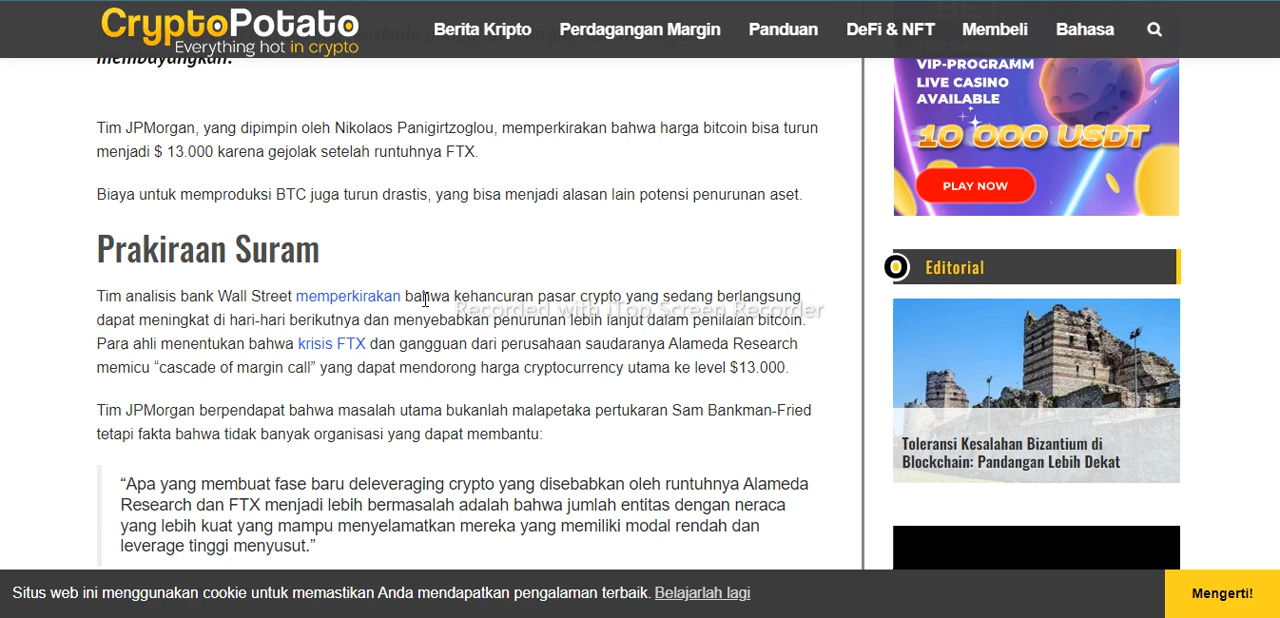 CryptoPotato
Everything hot in crypto
Berita Kripto
Perdagangan Margin
Panduan
DeFi & NFT
Membeli
Bahasa
membayangkan.
Tim JPMorgan, yang dipimpin oleh Nikolaos Panigirtzoglou, memperkirakan bahwa harga bitcoin bisa turun
menjadi $ 13.000 karena gejolak setelah runtuhnya FTX.
Biaya untuk memproduksi BTC juga turun drastis, yang bisa menjadi alasan lain potensi penurunan aset.
Prakiraan Suram
Tim analisis bank Wall Street memperkirakan bahwa kehancuran pasar crypto yang sedang berlangsung
dapat meningkat di hari-hari berikutnya dan menyebabkan penurunan lebih lanjut dalam penilaian bitcoin.
Para ahli menentukan bahwa krisis FTX dan gangguan dari perusahaan saudaranya Alameda Research
memicu “cascade of margin call” yang dapat mendorong harga cryptocurrency utama ke level $13.000.
Recorded with iTop Screen Recorder
Tim JPMorgan berpendapat bahwa masalah utama bukanlah malapetaka pertukaran Sam Bankman-Fried
tetapi fakta bahwa tidak banyak organisasi yang dapat membantu:
“Apa yang membuat fase baru deleveraging crypto yang disebabkan oleh runtuhnya Alameda
Research dan FTX menjadi lebih bermasalah adalah bahwa jumlah entitas dengan neraca
yang lebih kuat yang mampu menyelamatkan mereka yang memiliki modal rendah dan
leverage tinggi menyusut.”
VIP-PROGRAMM
LIVE CASINO
AVAILABLE
10 000 USDT
PLAY NOW
Editorial
Toleransi Kesalahan Bizantium di
Blockchain: Pandangan Lebih Dekat
Situs web ini menggunakan cookie untuk memastikan Anda mendapatkan pengalaman terbaik. Belajarlah lagi
Mengerti!